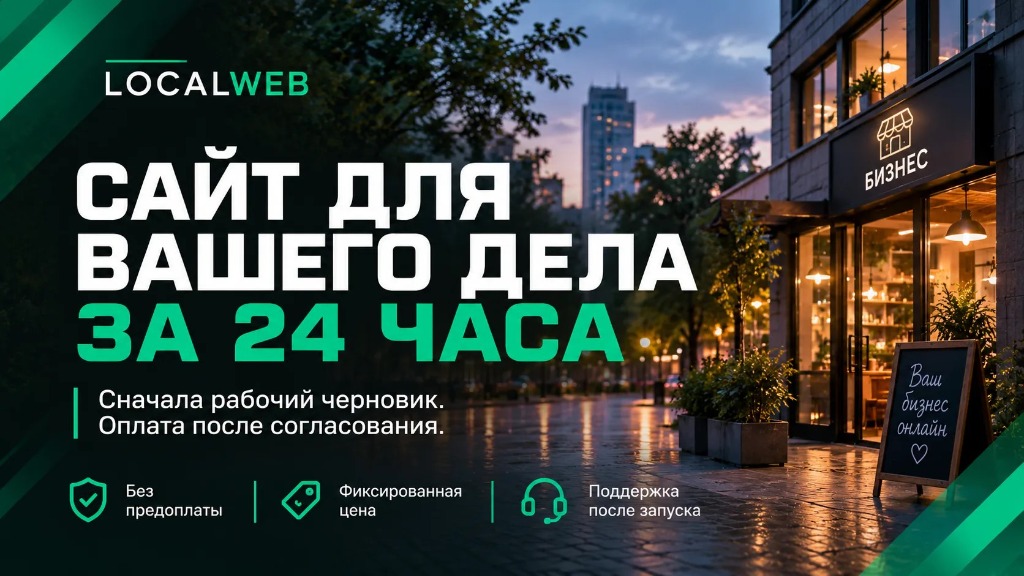 LOCALWEB
САЙТ ДЛЯ
ВАШЕГО ДЕЛА
ЗА 24 ЧАСА
Сначала рабочий черновик.
Оплата после согласования.
Без
предоплаты
Фиксированная
цена
Поддержка
после запуска
БИЗНЕС
Ваш
бизнес
онлайн